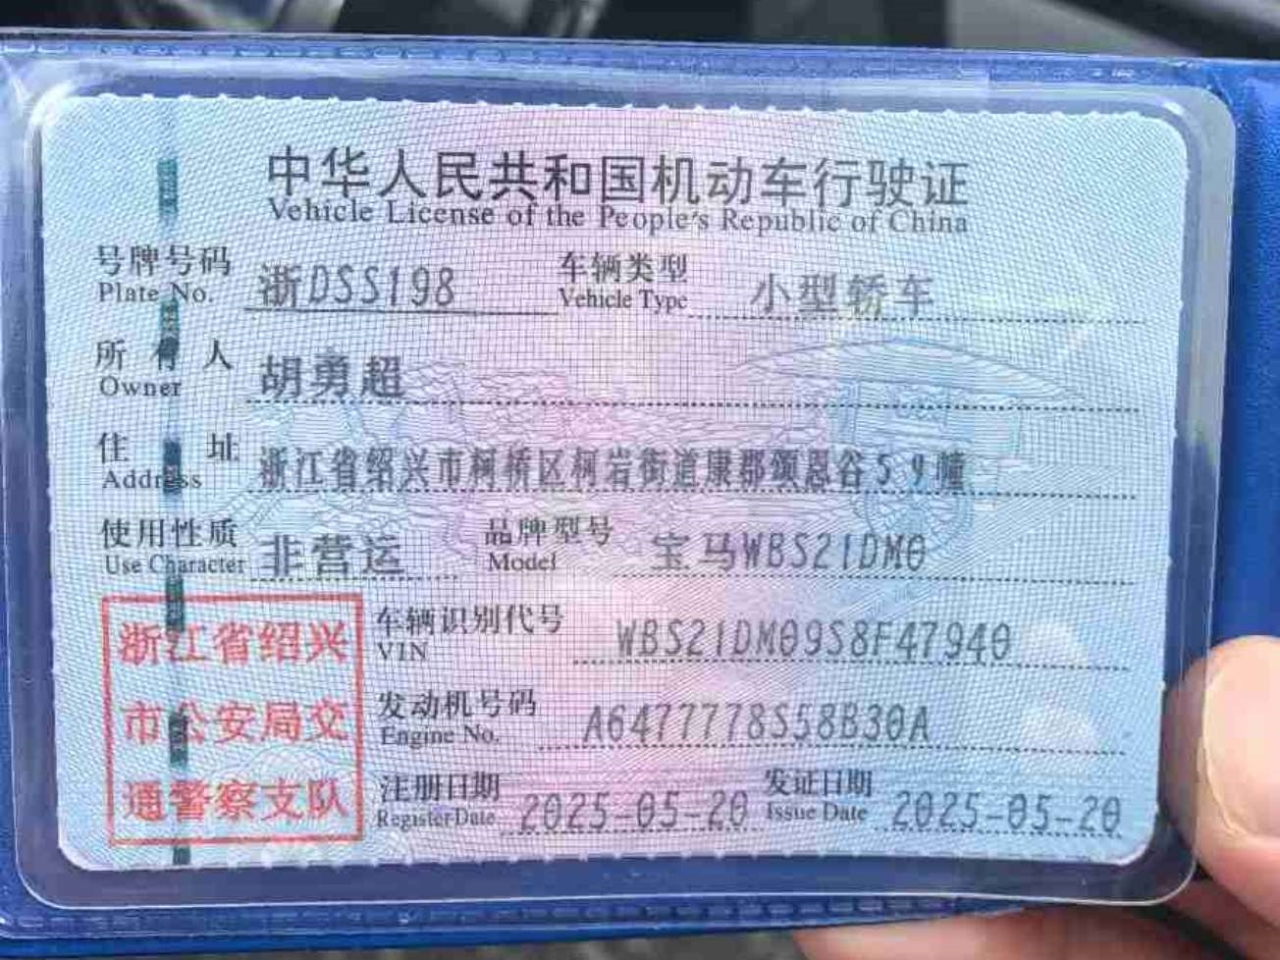 中华人民共和国机动车行驶证
Vehicle License of the People's Republic of China
号牌号码 浙DSS198 车辆类型 小型轿车
Plate No. Vehicle Type
所有人 胡勇超
Owner
住址 浙江省绍兴市柯桥区柯岩街道康郡颂恩谷59幢
Address
使用性质 非营运 品牌型号 宝马WBS21DM0
Use Character Model
浙江省绍兴
市公安局交
通警察支队
车辆识别代号 WBS21DM09S8F47940
VIN
发动机号码 A6477778S58B30A
Engine No.
注册日期 2025-05-20 发证日期 2025-05-20
Register Date Issue Date